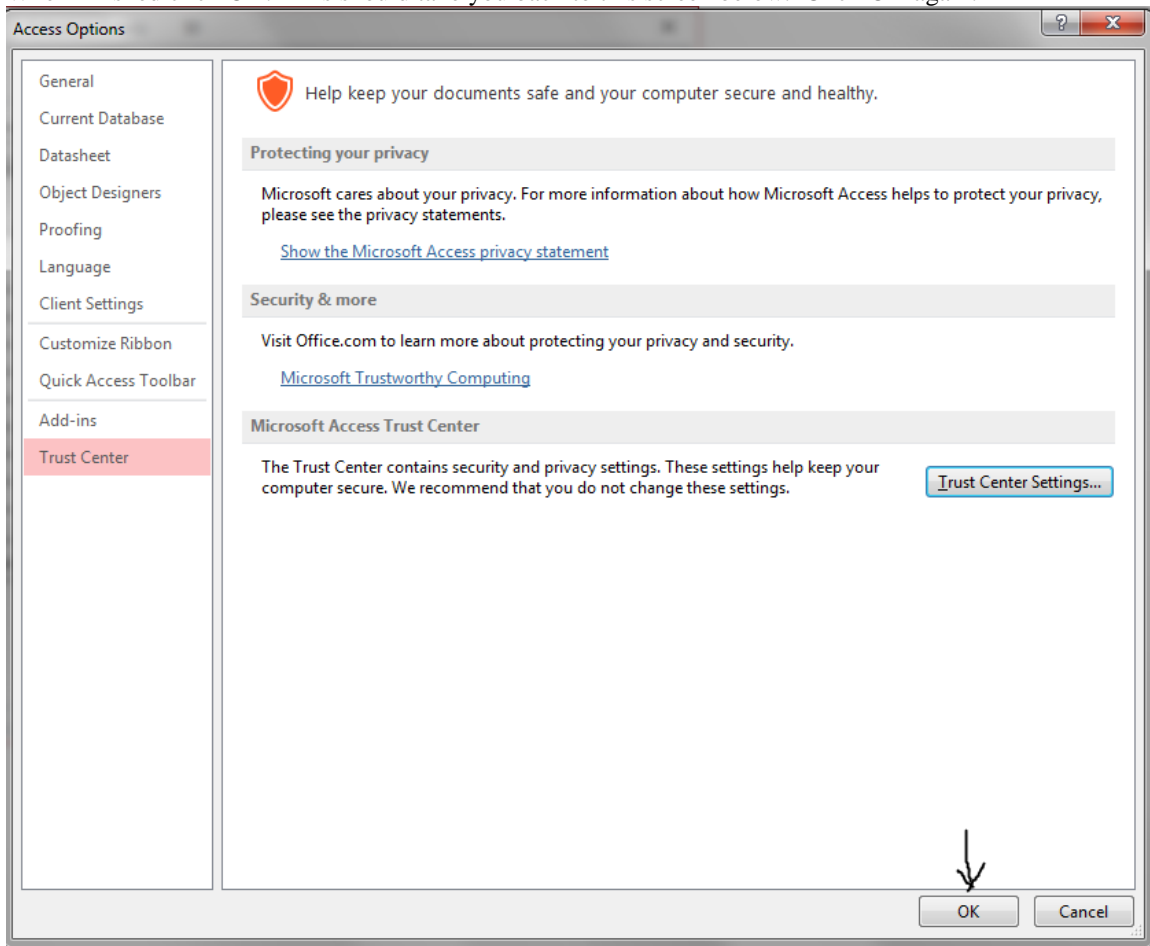 Access Options
General
Current Database
Datasheet
Object Designers
Proofing
Language
Client Settings
Customize Ribbon
Quick Access Toolbar
Add-ins
Trust Center
Help keep your documents safe and your computer secure and healthy.
Protecting your privacy
Microsoft cares about your privacy. For more information about how Microsoft Access helps to protect your privacy,
please see the privacy statements.
Show the Microsoft Access privacy statement
Security & more
Visit Office.com to learn more about protecting your privacy and security.
Microsoft Trustworthy Computing
Microsoft Access Trust Center
The Trust Center contains security and privacy settings. These settings help keep your
computer secure. We recommend that you do not change these settings.
Trust Center Settings...
OK
Cancel